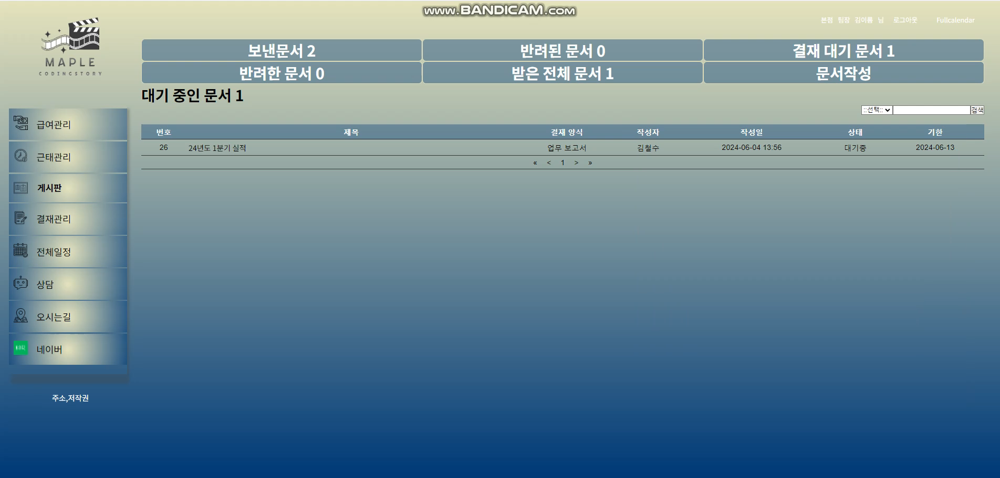 www.BANDICAM.com
본점 팀장 김이름 님 로그아웃 Fullcalendar
MAPLE
CODINGSTORY
보낸문서 2 반려된 문서 0 결재 대기 문서 1
반려한 문서 0 받은 전체 문서 1 문서작성
대기 중인 문서 1
::선택:: 검색
번호 제목 결재 양식 작성자 작성일 상태 기한
26 24년도 1분기 실적 업무 보고서 김철수 2024-06-04 13:56 대기중 2024-06-13
« < 1 > »
급여관리
근태관리
게시판
결재관리
전체일정
상담
오시는길
네이버
주소,저작권